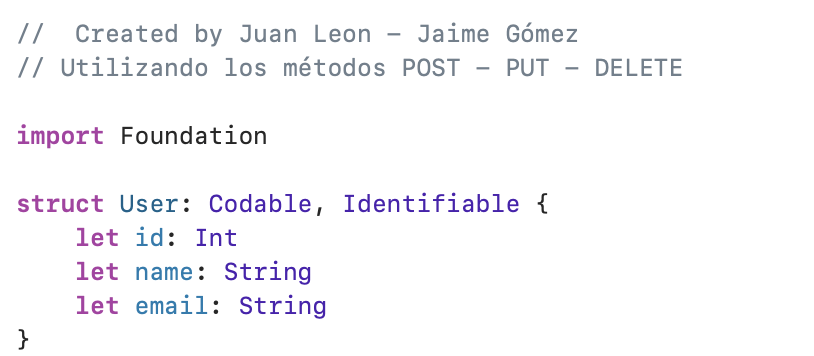 //  Created by Juan Leon – Jaime Gómez
// Utilizando los métodos POST – PUT – DELETE
import Foundation
struct User: Codable, Identifiable {
    let id: Int
    let name: String
    let email: String
}